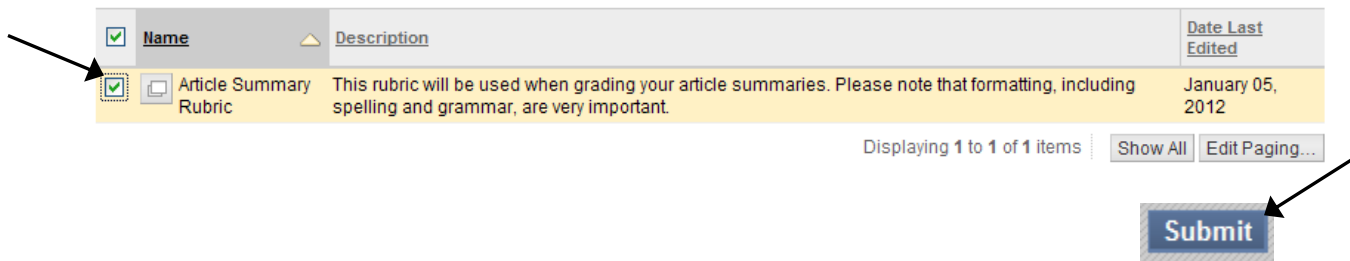 Name Description Date Last
Edited
Article Summary This rubric will be used when grading your article summaries. Please note that formatting, including January 05,
Rubric spelling and grammar, are very important. 2012
Displaying 1 to 1 of 1 items Show All Edit Paging...
Submit